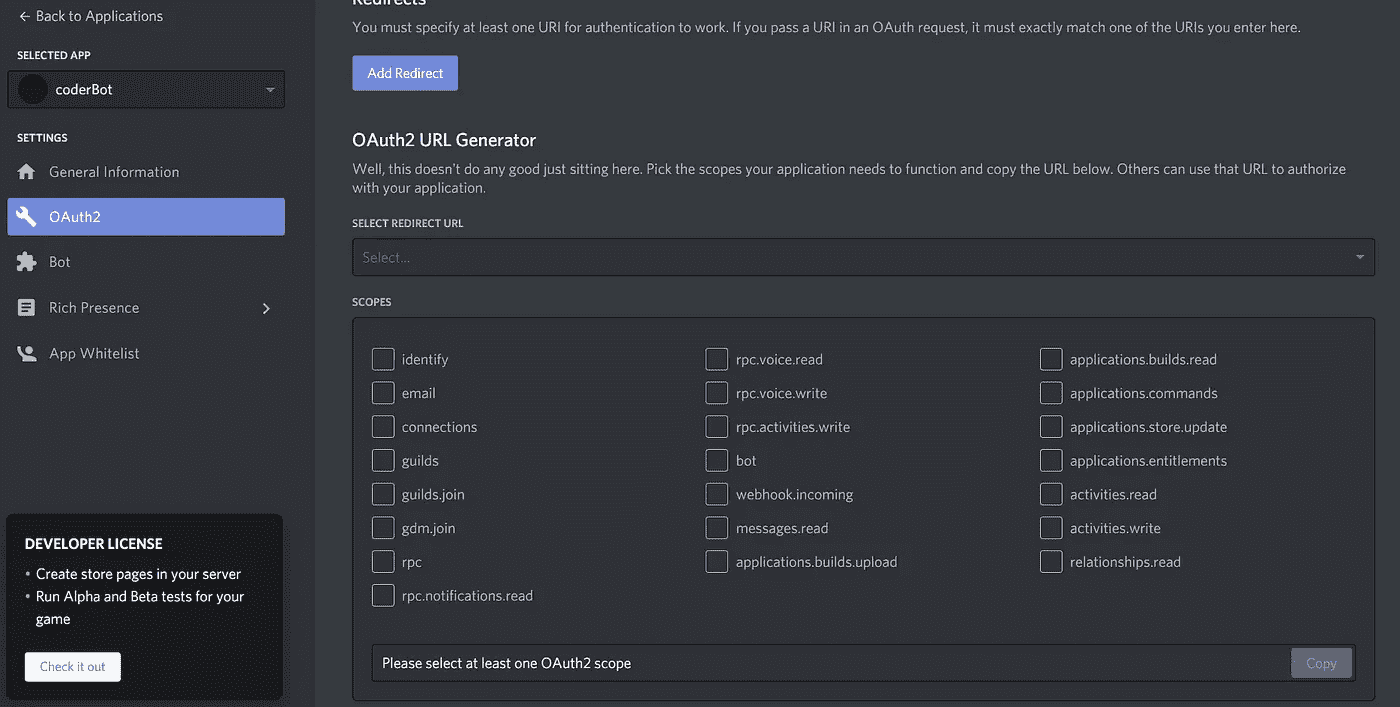 Back to Applications
SELECTED APP
coderBot
SETTINGS
General Information
OAuth2
Bot
Rich Presence
App Whitelist
DEVELOPER LICENSE
• Create store pages in your server
• Run Alpha and Beta tests for your
game
Check it out
Redirects
You must specify at least one URI for authentication to work. If you pass a URI in an OAuth request, it must exactly match one of the URIs you enter here.
Add Redirect
OAuth2 URL Generator
Well, this doesn't do any good just sitting here. Pick the scopes your application needs to function and copy the URL below. Others can use that URL to authorize
with your application.
SELECT REDIRECT URL
Select...
SCOPES
identify
email
connections
guilds
guilds.join
gdm.join
rpc
rpc.notifications.read
rpc.voice.read
rpc.voice.write
rpc.activities.write
bot
webhook.incoming
messages.read
applications.builds.upload
applications.builds.read
applications.commands
applications.store.update
applications.entitlements
activities.read
activities.write
relationships.read
Please select at least one OAuth2 scope
Copy